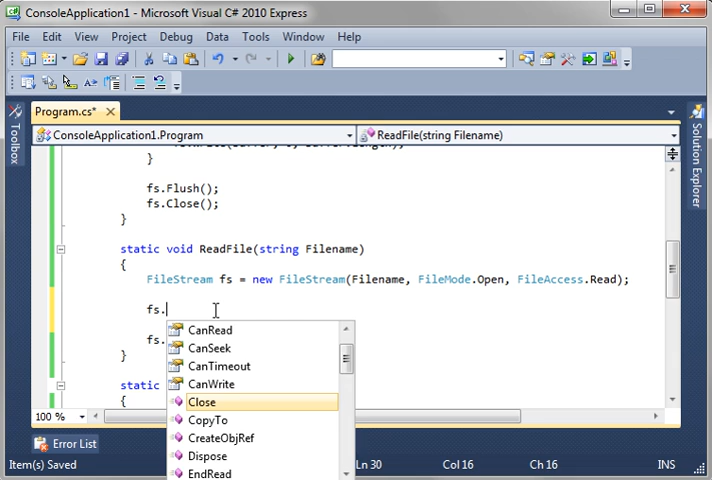 ConsoleApplication1 - Microsoft Visual C# 2010 Express
File Edit View Project Debug Data Tools Window Help
Program.cs*
ConsoleApplication1.Program ReadFile(string Filename)
Toolbox
Solution Explorer
}
fs.Flush();
fs.Close();
}
static void ReadFile(string Filename)
{
FileStream fs = new FileStream(Filename, FileMode.Open, FileAccess.Read);
fs.
fs.
}
static
{
CanRead
CanSeek
CanTimeout
CanWrite
Close
CopyTo
CreateObjRef
Dispose
EndRead
100 %
Error List
Item(s) Saved Ln 30 Col 16 Ch 16 INS